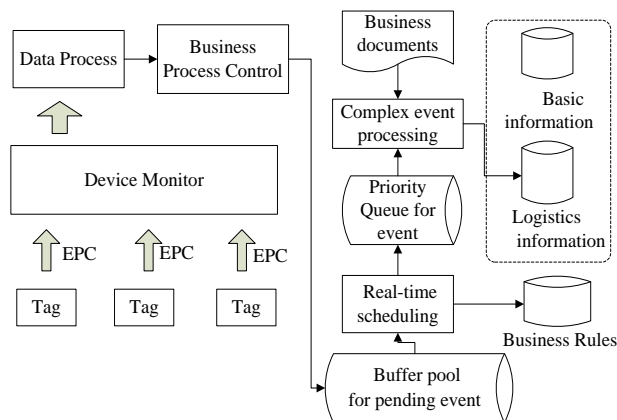 Data Process
Business
Process Control
Device Monitor
EPC
EPC
EPC
Tag
Tag
Tag
Business
documents
Complex event
processing
Priority
Queue for
event
Real-time
scheduling
Buffer pool
for pending event
Basic
information
Logistics
information
Business Rules